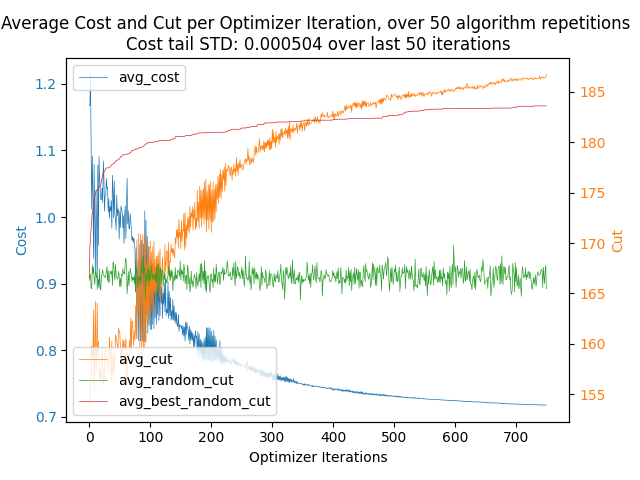 Average Cost and Cut per Optimizer Iteration, over 50 algorithm repetitions
Cost tail STD: 0.000504 over last 50 iterations
avg_cost
1.2
1.1
1.0
0.9
0.8
0.7
Cost
185
180
175
170
165
160
155
Cut
avg_cut
avg_random_cut
avg_best_random_cut
0 100 200 300 400 500 600 700
Optimizer Iterations